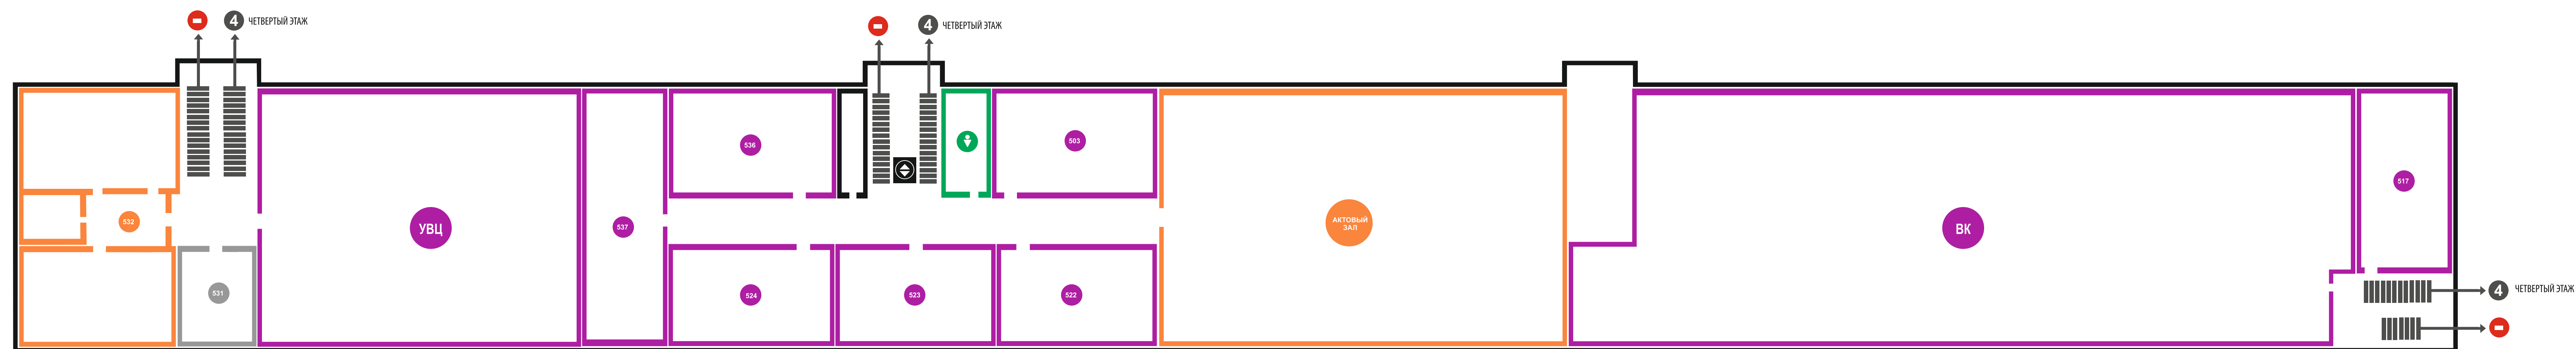 4 ЧЕТВЕРТЫЙ ЭТАЖ
4 ЧЕТВЕРТЫЙ ЭТАЖ
536
503
517
532
УВЦ
537
АКТОВЫЙ
ЗАЛ
ВК
531
524
523
522
4 ЧЕТВЕРТЫЙ ЭТАЖ